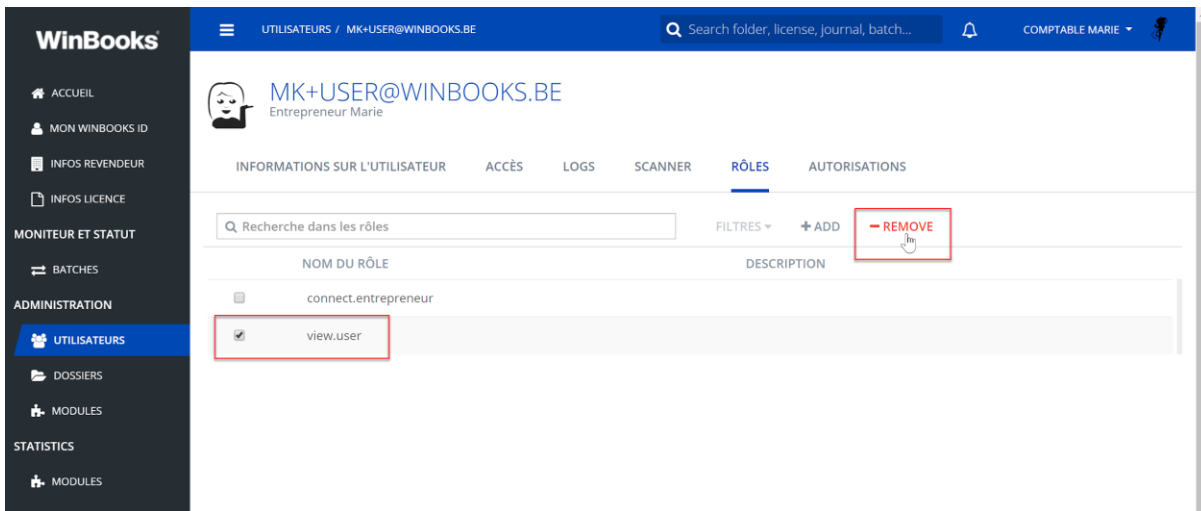 WinBooks
UTILISATEURS / MK+USER@WINBOOKS.BE
Search folder, license, journal, batch...
COMPTABLE MARIE
ACCUEIL
MON WINBOOKS ID
INFOS REVENDEUR
INFOS LICENCE
MONITEUR ET STATUT
BATCHES
ADMINISTRATION
UTILISATEURS
DOSSIERS
MODULES
STATISTICS
MODULES
MK+USER@WINBOOKS.BE
Entrepreneur Marie
INFORMATIONS SUR L'UTILISATEUR ACCÈS LOGS SCANNER RÔLES AUTORISATIONS
Recherche dans les rôles FILTRES + ADD − REMOVE
NOM DU RÔLE DESCRIPTION
connect.entrepreneur
view.user